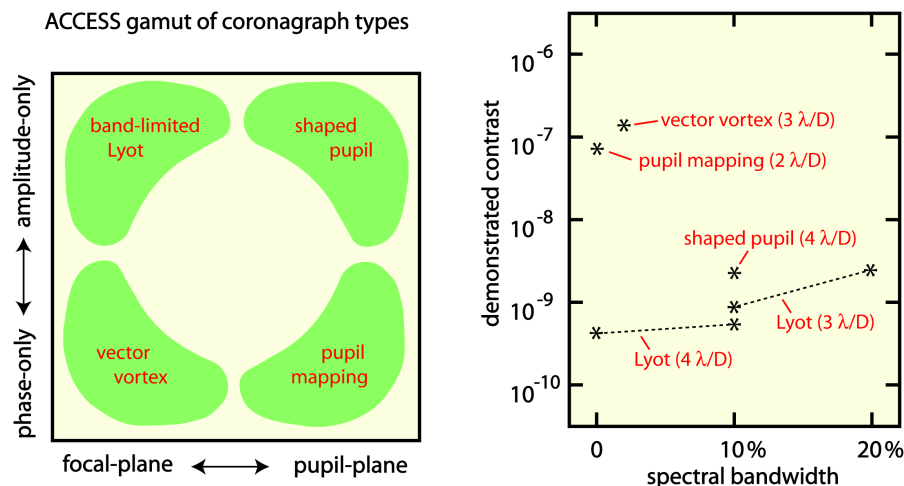 ACCESS gamut of coronagraph types
amplitude-only
phase-only
band-limited
Lyot
shaped
pupil
vector
vortex
pupil
mapping
focal-plane
pupil-plane
demonstrated contrast
10⁻⁶
10⁻⁷
10⁻⁸
10⁻⁹
10⁻¹⁰
vector vortex (3 λ/D)
pupil mapping (2 λ/D)
shaped pupil (4 λ/D)
Lyot (3 λ/D)
Lyot (4 λ/D)
0
10%
20%
spectral bandwidth